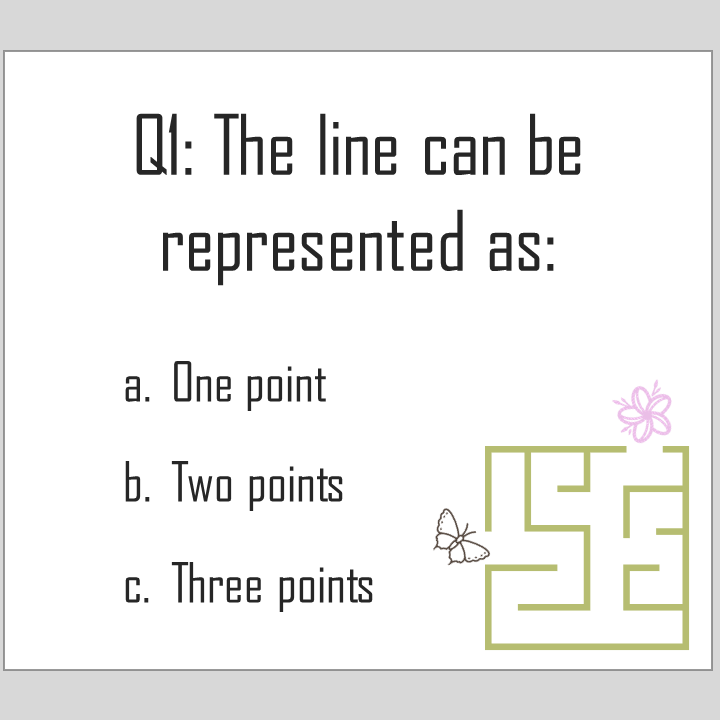 Q1: The line can be
represented as:
a. One point
b. Two points
c. Three points